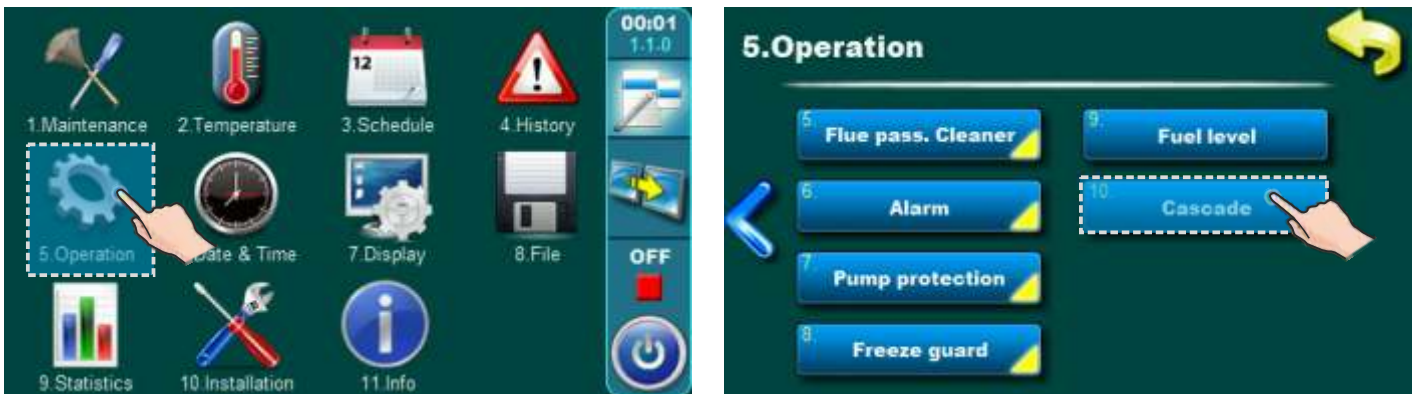 00:01
1.1.0
12
1.Maintenance
2.Temperature
3.Schedule
4.History
5.Operation
Date & Time
7.Display
8.File
OFF
9.Statistics
10.Installation
11.Info
5.Operation
5. Flue pass. Cleaner
9. Fuel level
6. Alarm
10. Cascade
7. Pump protection
8. Freeze guard